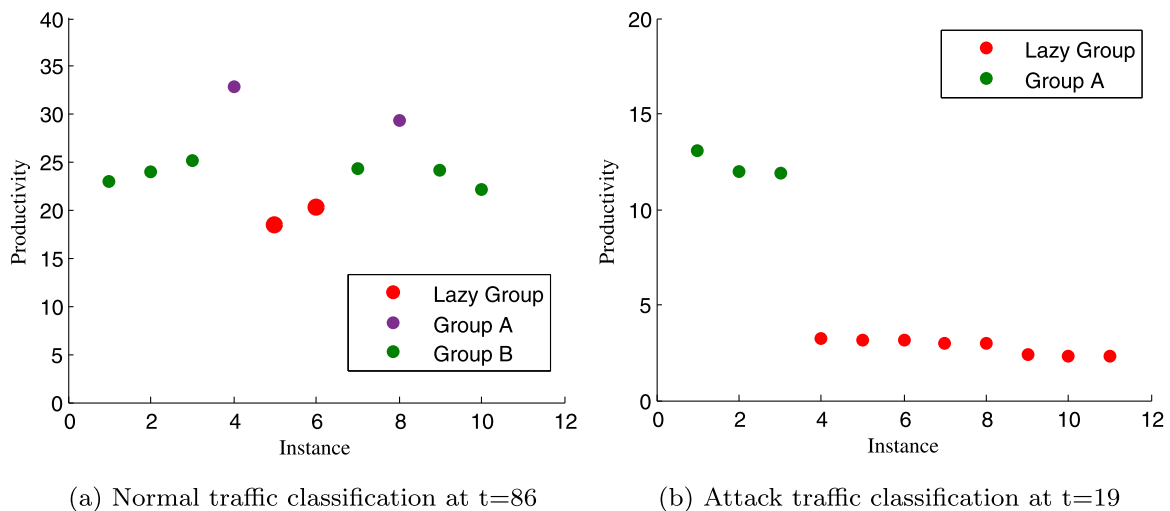 40
35
30
25
20
15
10
5
0
Productivity
Lazy Group
Group A
Group B
0 2 4 6 8 10 12
Instance
(a) Normal traffic classification at t=86
20
15
10
5
0
Productivity
Lazy Group
Group A
0 2 4 6 8 10 12
Instance
(b) Attack traffic classification at t=19